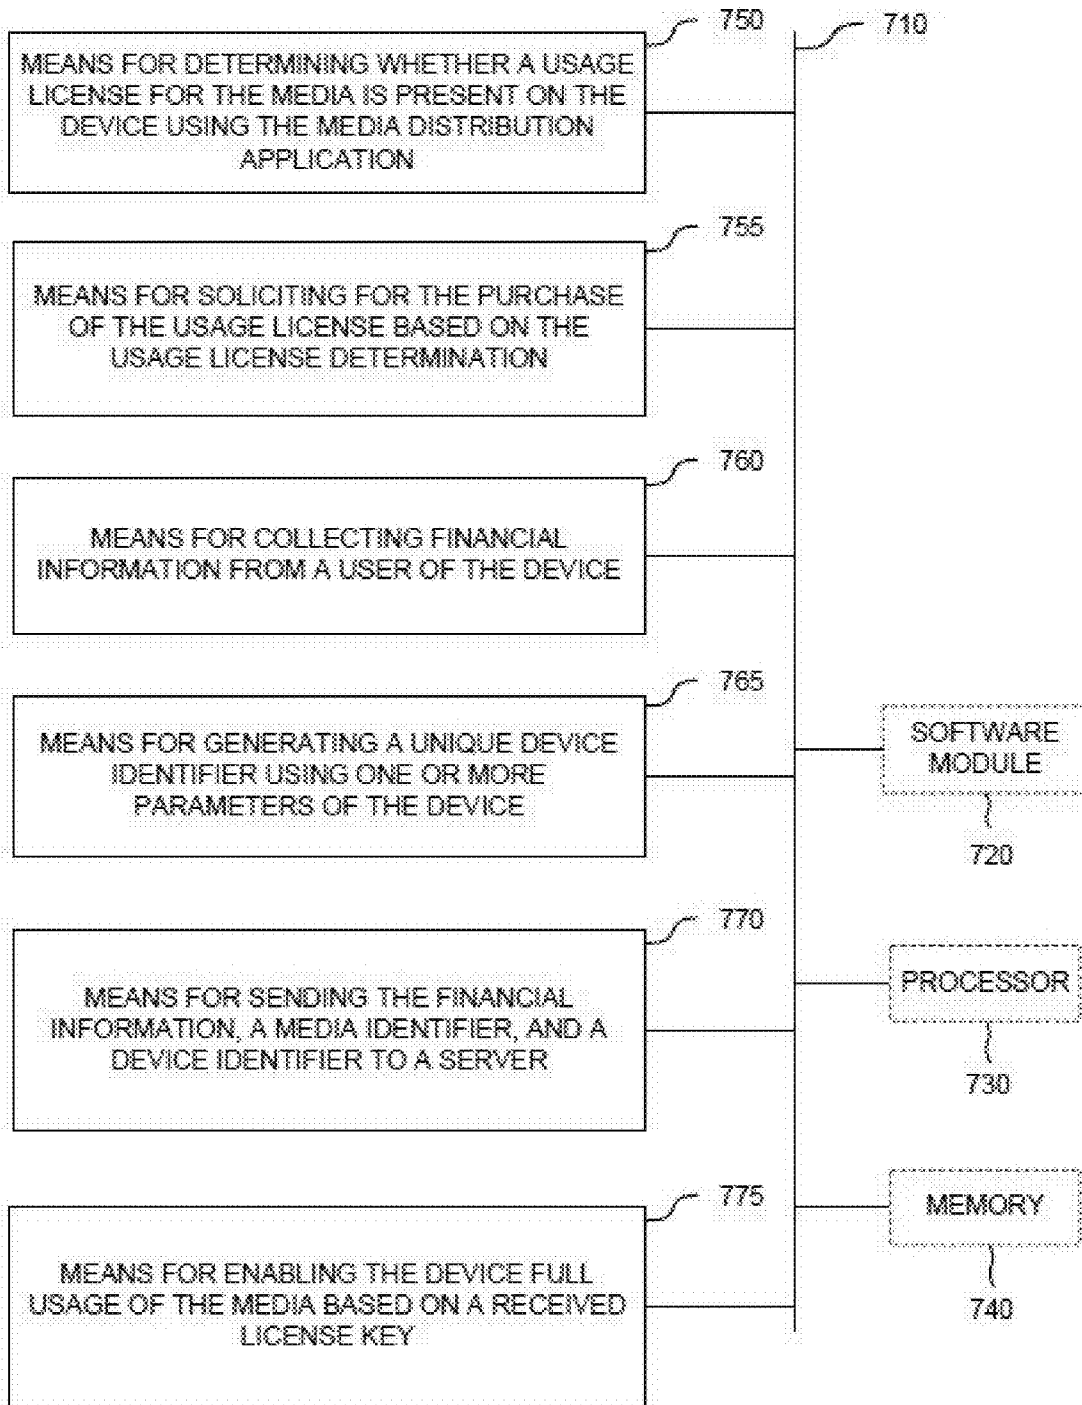 750
710
MEANS FOR DETERMINING WHETHER A USAGE
LICENSE FOR THE MEDIA IS PRESENT ON THE
DEVICE USING THE MEDIA DISTRIBUTION
APPLICATION
755
MEANS FOR SOLICITING FOR THE PURCHASE
OF THE USAGE LICENSE BASED ON THE
USAGE LICENSE DETERMINATION
760
MEANS FOR COLLECTING FINANCIAL
INFORMATION FROM A USER OF THE DEVICE
765
MEANS FOR GENERATING A UNIQUE DEVICE
IDENTIFIER USING ONE OR MORE
PARAMETERS OF THE DEVICE
SOFTWARE
MODULE
720
770
MEANS FOR SENDING THE FINANCIAL
INFORMATION, A MEDIA IDENTIFIER, AND A
DEVICE IDENTIFIER TO A SERVER
PROCESSOR
730
775
MEANS FOR ENABLING THE DEVICE FULL
USAGE OF THE MEDIA BASED ON A RECEIVED
LICENSE KEY
MEMORY
740